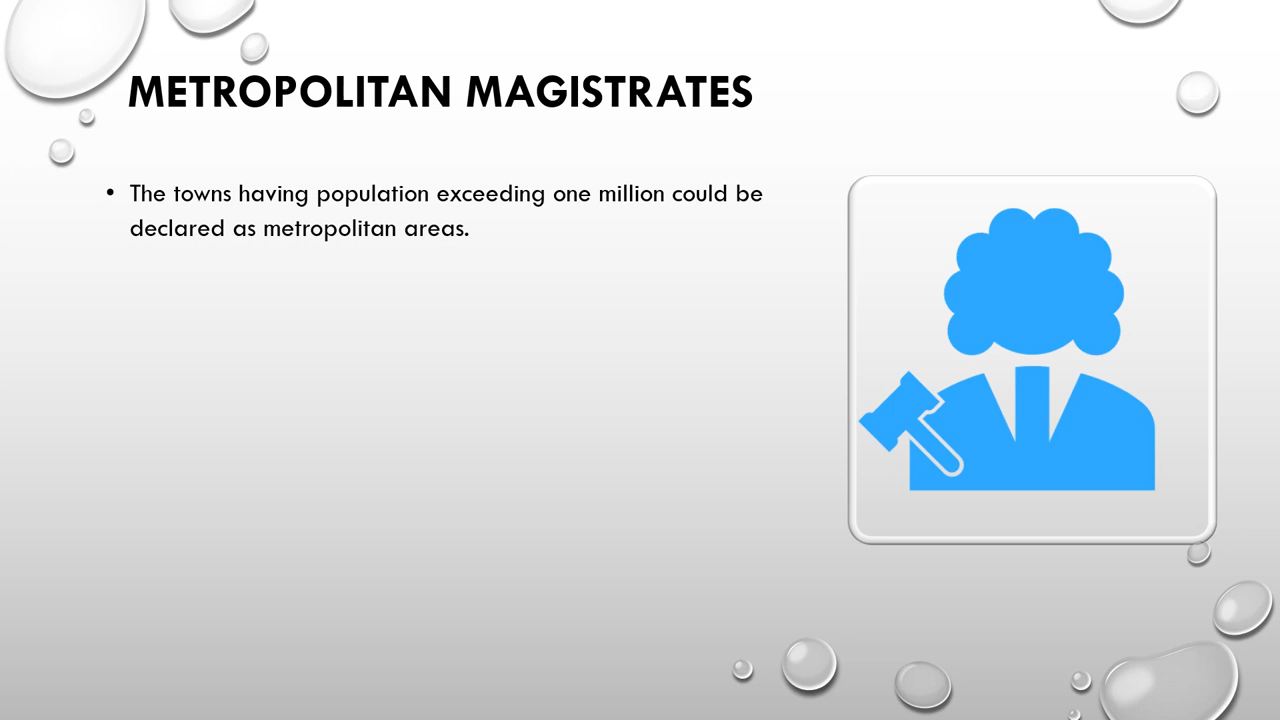 METROPOLITAN MAGISTRATES
• The towns having population exceeding one million could be
declared as metropolitan areas.